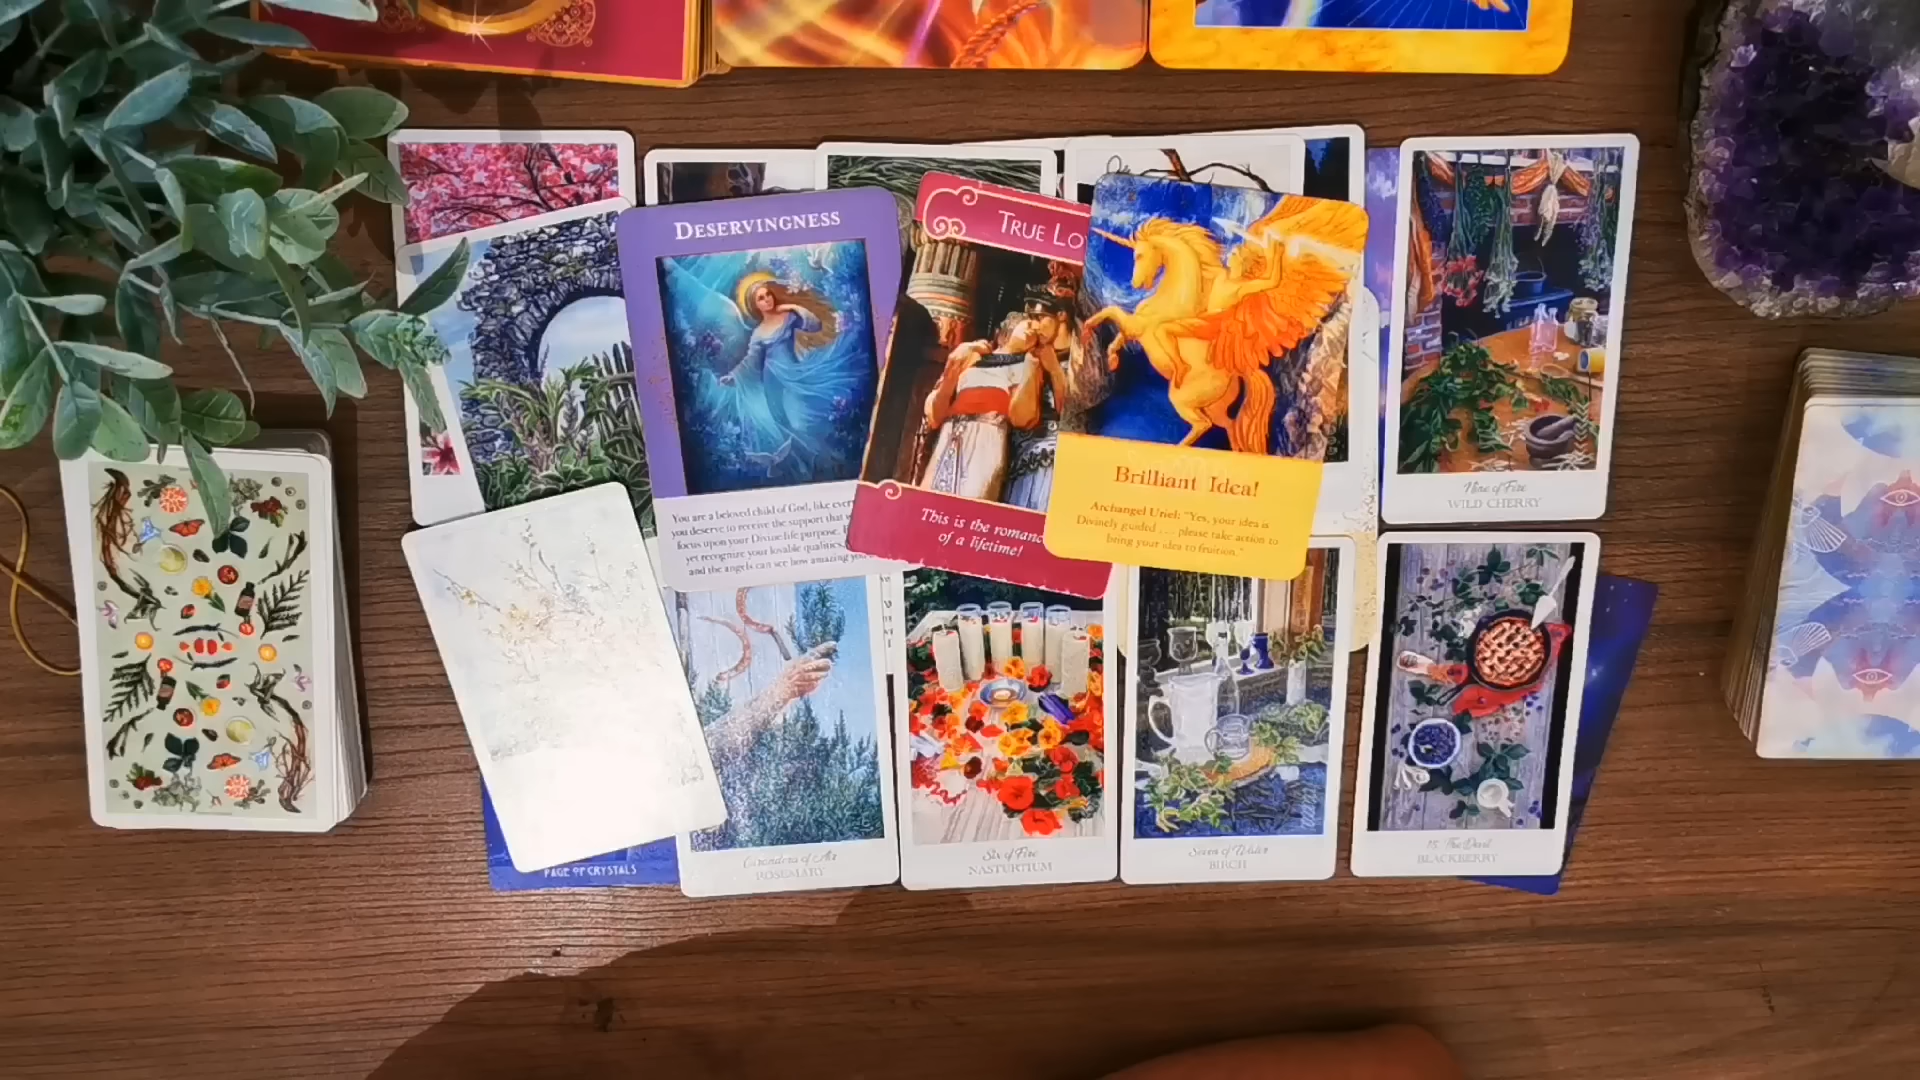 DESERVINGNESS
You are a beloved child of God, like ever
you deserve to receive the support that
focus upon your Divine life purpose.
yet recognize your lovable qualities,
and the angels can see how amazing you
TRUE LO
This is the romanc
of a lifetime!
Brilliant Idea!
Archangel Uriel: "Yes, your idea is
Divinely guided . . . please take action to
bring your idea to fruition."
Nine of Fire
WILD CHERRY
PAGE OF CRYSTALS
of Air
ROSEMARY
Six of Fire
NASTURTIUM
Seven of Water
BIRCH
15. The Devil
BLACKBERRY